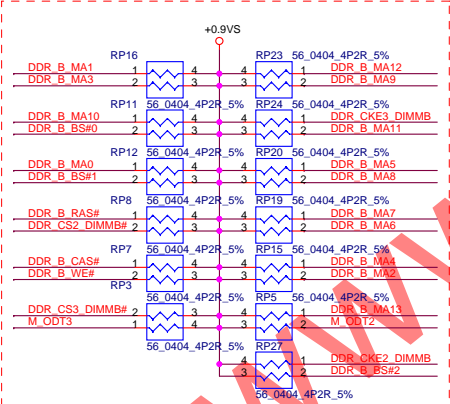 +0.9VS
RP16 RP23 56_0404_4P2R_5%
DDR_B_MA1 1 4 4 1 DDR_B_MA12
DDR_B_MA3 2 3 3 2 DDR_B_MA9
RP11 56_0404_4P2R_5% RP24 56_0404_4P2R_5%
DDR_B_MA10 1 4 4 1 DDR_CKE3_DIMMB
DDR_B_BS#0 2 3 3 2 DDR_B_MA11
RP12 56_0404_4P2R_5% RP20 56_0404_4P2R_5%
DDR_B_MA0 1 4 4 1 DDR_B_MA5
DDR_B_BS#1 2 3 3 2 DDR_B_MA8
RP8 56_0404_4P2R_5% RP19 56_0404_4P2R_5%
DDR_B_RAS# 1 4 4 1 DDR_B_MA7
DDR_CS2_DIMMB# 2 3 3 2 DDR_B_MA6
RP7 56_0404_4P2R_5% RP15 56_0404_4P2R_5%
DDR_B_CAS# 1 4 4 1 DDR_B_MA4
DDR_B_WE# 2 3 3 2 DDR_B_MA2
RP3 56_0404_4P2R_5% RP5 56_0404_4P2R_5%
DDR_CS3_DIMMB# 2 3 4 1 DDR_B_MA13
M_ODT3 1 4 3 2 M_ODT2
56_0404_4P2R_5% RP27 56_0404_4P2R_5%
4 1 DDR_CKE2_DIMMB
3 2 DDR_B_BS#2
56_0404_4P2R_5%
WWW